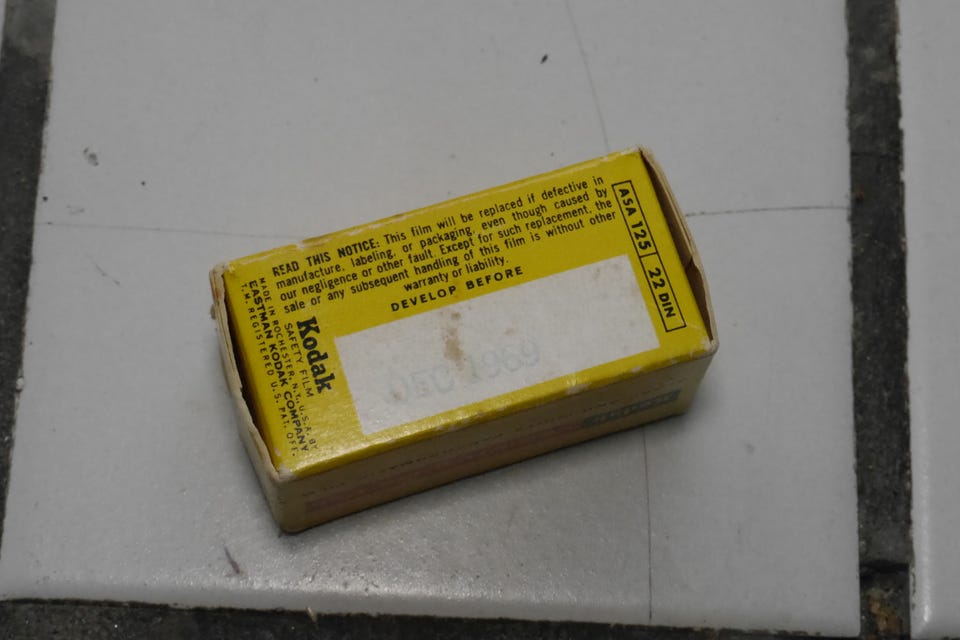 READ THIS NOTICE: This film will be replaced if defective in
manufacture, labeling, or packaging, even though caused by
our negligence or other fault. Except for such replacement, the
sale or any subsequent handling of this film is without other
warranty or liability.
DEVELOP BEFORE
DEC 1969
ASA 125 22 DIN
Kodak
SAFETY FILM
MADE IN ROCHESTER, N.Y., U.S.A. BY
EASTMAN KODAK COMPANY
T.M. REGISTERED U.S. PAT. OFF.